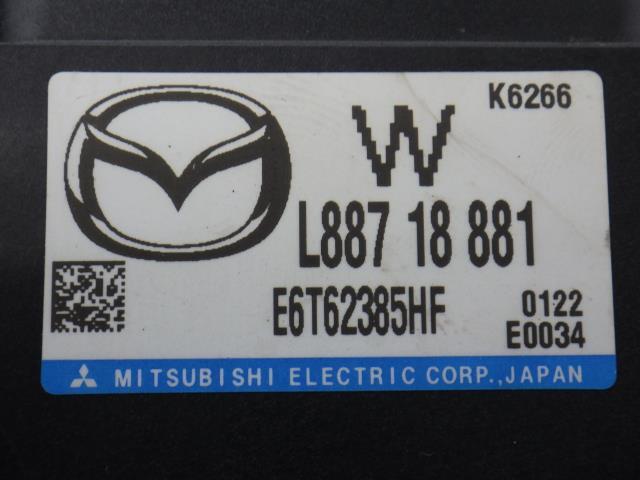 K6266
W
L887 18 881
E6T62385HF
0122
E0034
MITSUBISHI ELECTRIC CORP.,JAPAN